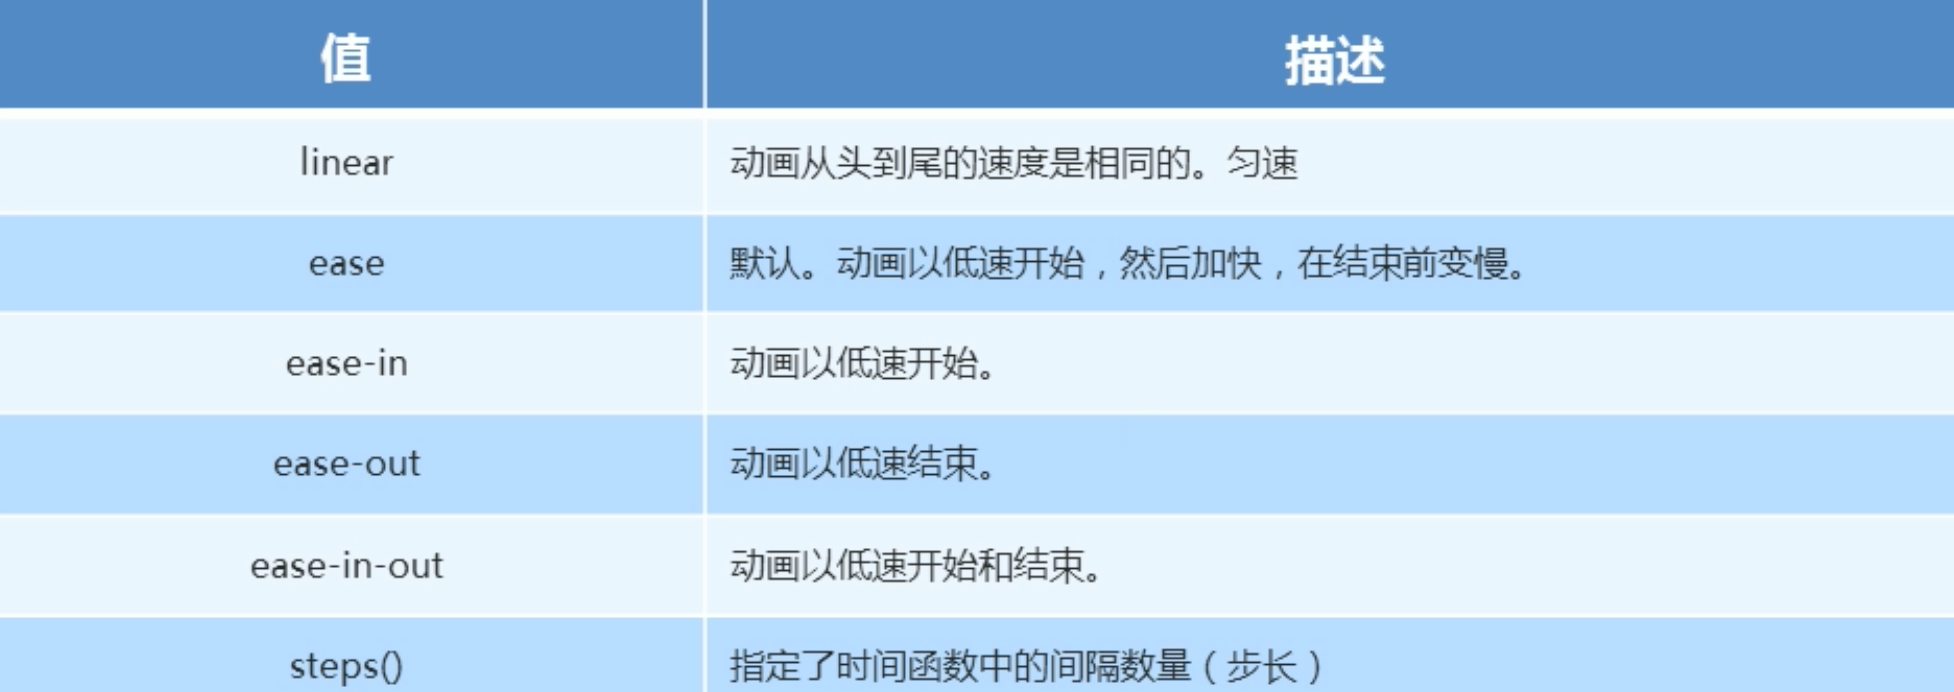 值 描述
linear 动画从头到尾的速度是相同的。匀速
ease 默认。动画以低速开始，然后加快，在结束前变慢。
ease-in 动画以低速开始。
ease-out 动画以低速结束。
ease-in-out 动画以低速开始和结束。
steps() 指定了时间函数中的间隔数量（步长）